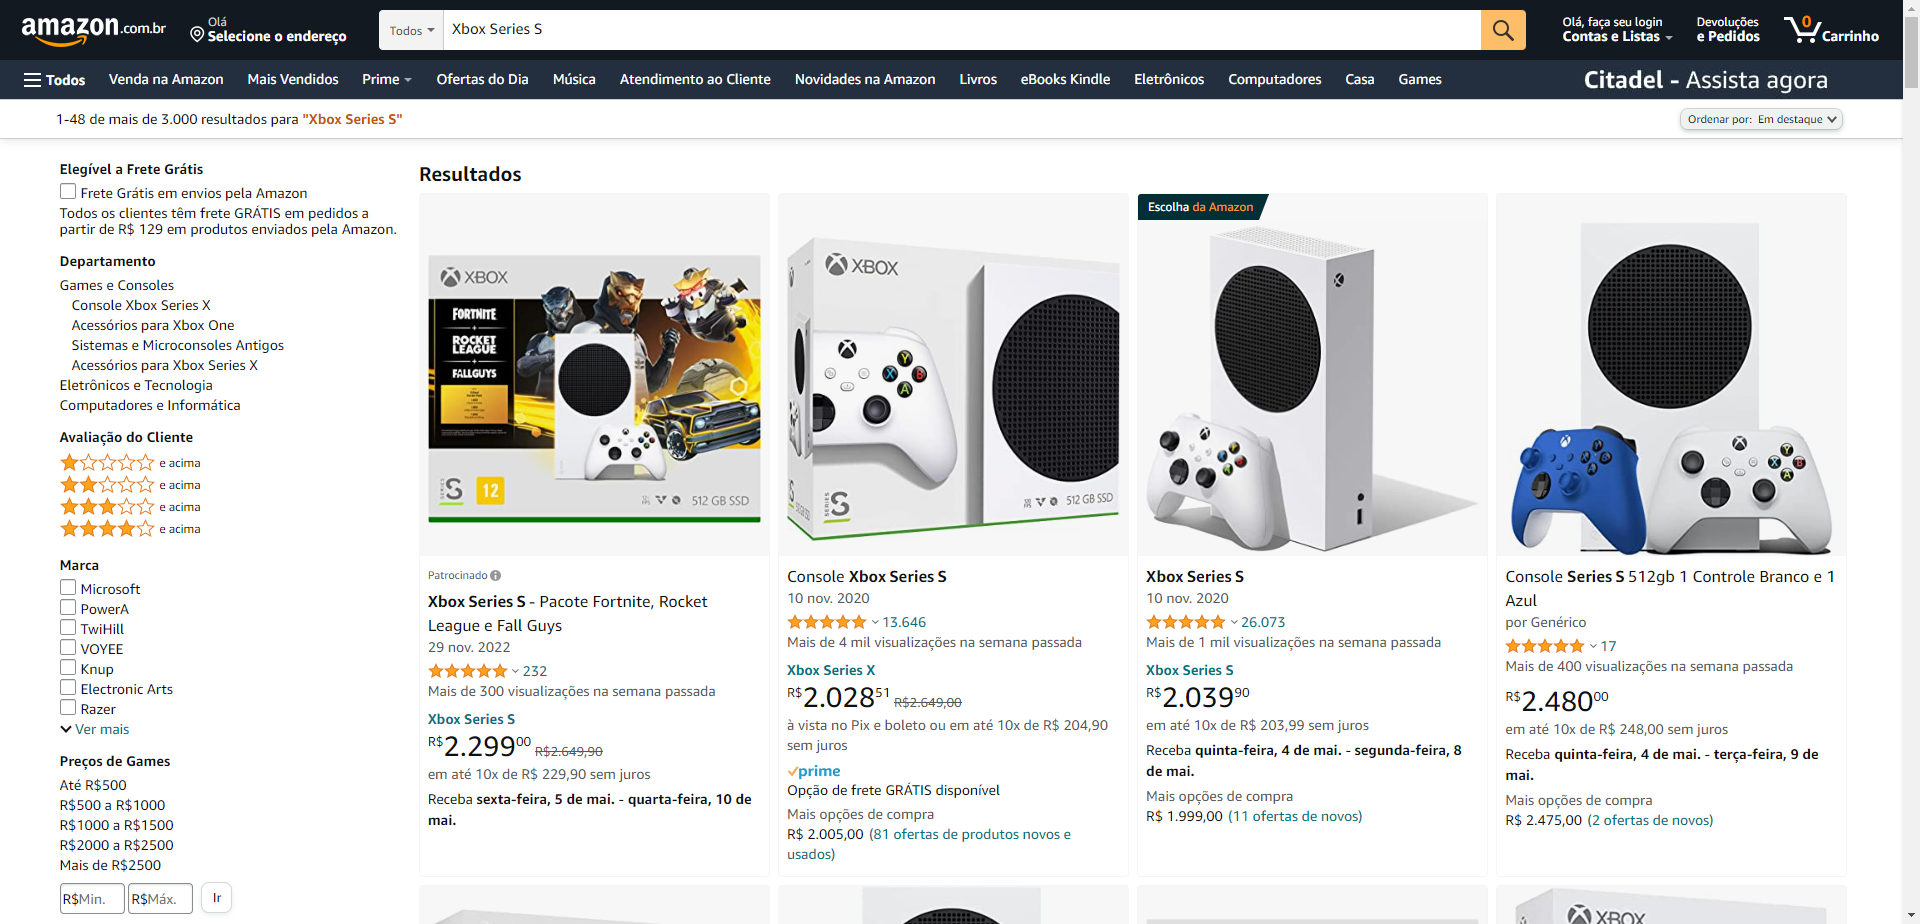 amazon.com.br
Olá
Selecione o endereço
Todos
Xbox Series S
Olá, faça seu login
Contas e Listas
Devoluções
e Pedidos
0
Carrinho
Todos
Venda na Amazon
Mais Vendidos
Prime
Ofertas do Dia
Música
Atendimento ao Cliente
Novidades na Amazon
Livros
eBooks Kindle
Eletrônicos
Computadores
Casa
Games
Citadel - Assista agora
1-48 de mais de 3.000 resultados para "Xbox Series S"
Ordenar por: Em destaque
Elegível a Frete Grátis
Frete Grátis em envios pela Amazon
Todos os clientes têm frete GRÁTIS em pedidos a
partir de R$ 129 em produtos enviados pela Amazon.
Departamento
Games e Consoles
Console Xbox Series X
Acessórios para Xbox One
Sistemas e Microconsoles Antigos
Acessórios para Xbox Series X
Eletrônicos e Tecnologia
Computadores e Informática
Avaliação do Cliente
e acima
e acima
e acima
e acima
Marca
Microsoft
PowerA
TwiHill
VOYEE
Knup
Electronic Arts
Razer
Ver mais
Preços de Games
Até R$500
R$500 a R$1000
R$1000 a R$1500
R$2000 a R$2500
Mais de R$2500
R$Min.
R$Máx.
Ir
Resultados
XBOX
FORTNITE
+
ROCKET
LEAGUE
+
FALL GUYS
SERIES
S
12
512 GB SSD
Patrocinado
Xbox Series S - Pacote Fortnite, Rocket
League e Fall Guys
29 nov. 2022
232
Mais de 300 visualizações na semana passada
Xbox Series S
R$2.29900 R$2.649,90
em até 10x de R$ 229,90 sem juros
Receba sexta-feira, 5 de mai. - quarta-feira, 10 de
mai.
XBOX
Y
X
B
A
SERIES
S
512 GB SSD
Console Xbox Series S
10 nov. 2020
13.646
Mais de 4 mil visualizações na semana passada
Xbox Series X
R$2.02851 R$2.649,00
à vista no Pix e boleto ou em até 10x de R$ 204,90
sem juros
prime
Opção de frete GRÁTIS disponível
Mais opções de compra
R$ 2.005,00 (81 ofertas de produtos novos e
usados)
Escolha da Amazon
Xbox Series S
10 nov. 2020
26.073
Mais de 1 mil visualizações na semana passada
Xbox Series S
R$2.03990
em até 10x de R$ 203,99 sem juros
Receba quinta-feira, 4 de mai. - segunda-feira, 8
de mai.
Mais opções de compra
R$ 1.999,00 (11 ofertas de novos)
Y
X
B
A
Console Series S 512gb 1 Controle Branco e 1
Azul
por Genérico
17
Mais de 400 visualizações na semana passada
R$2.48000
em até 10x de R$ 248,00 sem juros
Receba quinta-feira, 4 de mai. - terça-feira, 9 de
mai.
Mais opções de compra
R$ 2.475,00 (2 ofertas de novos)
XBOX